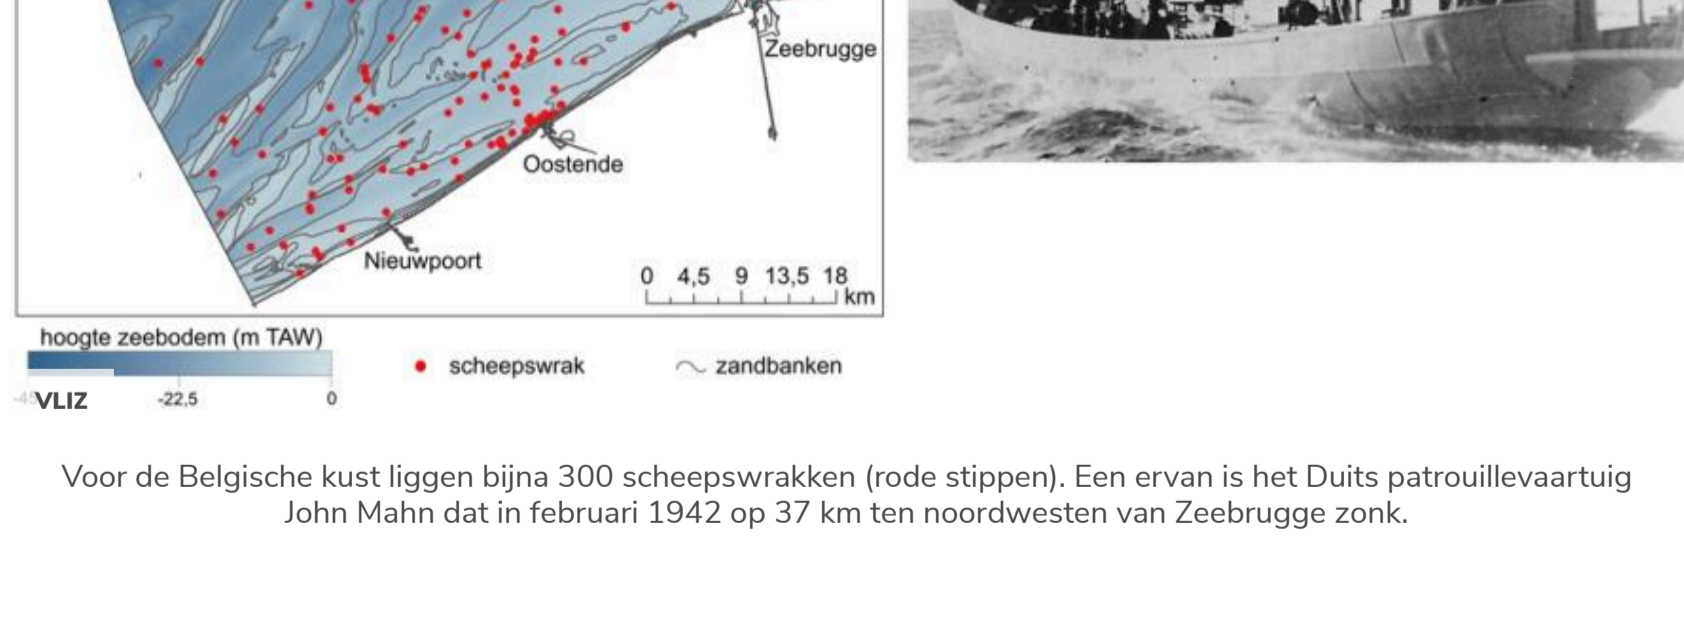 Zeebrugge
Oostende
Nieuwpoort
0 4,5 9 13,5 18
km
hoogte zeebodem (m TAW)
scheepswrak
zandbanken
-45 -22,5 0
VLIZ
Voor de Belgische kust liggen bijna 300 scheepswrakken (rode stippen). Een ervan is het Duits patrouillevaartuig
John Mahn dat in februari 1942 op 37 km ten noordwesten van Zeebrugge zonk.